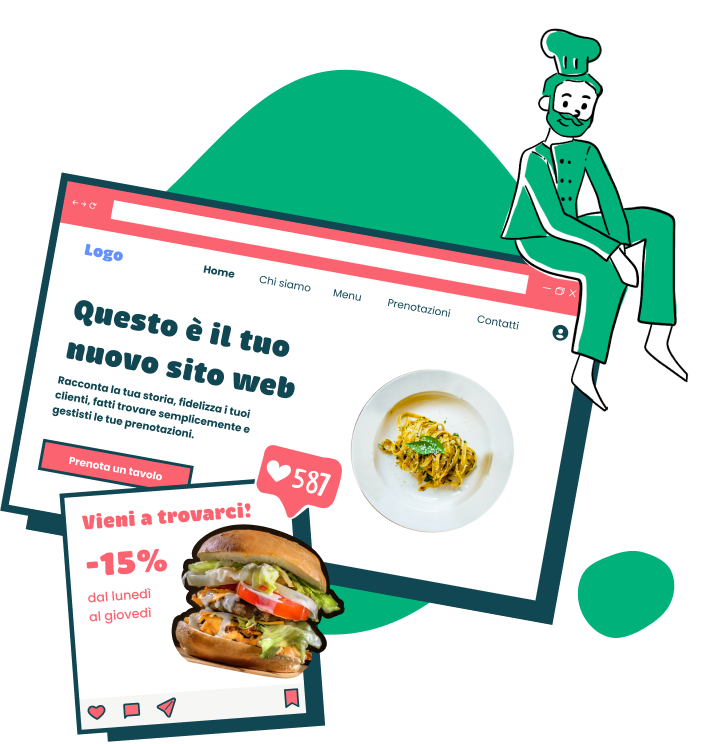 Logo
Home
Chi siamo
Menu
Prenotazioni
Contatti
Questo è il tuo
nuovo sito web
Racconta la tua storia, fidelizza i tuoi
clienti, fatti trovare semplicemente e
gestisti le tue prenotazioni.
Prenota un tavolo
587
Vieni a trovarci!
-15%
dal lunedì
al giovedì